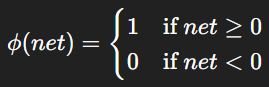 ϕ(net) = { 1 if net ≥ 0
0 if net < 0